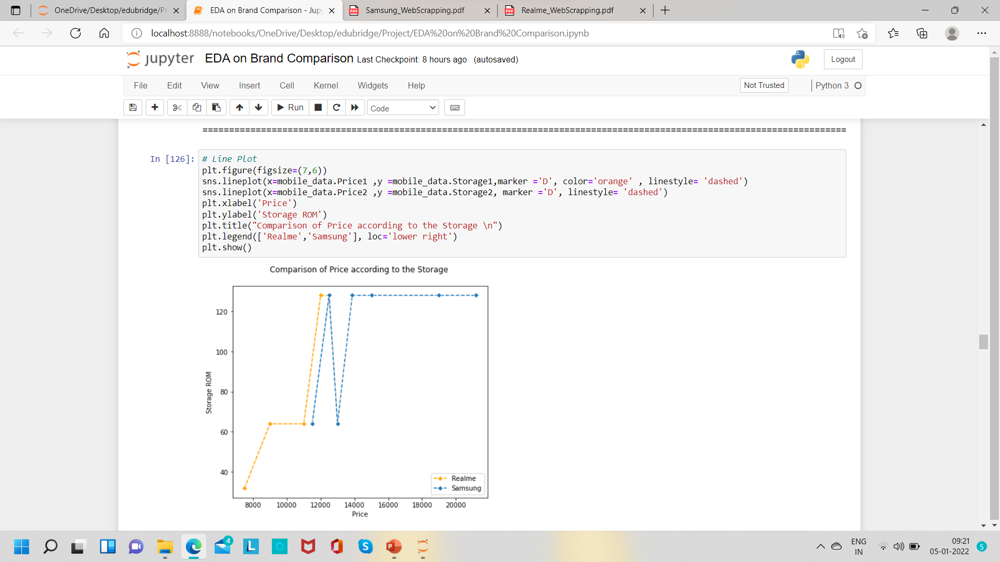 OneDrive/Desktop/edubridge/Pr
EDA on Brand Comparison - Jup
Samsung_WebScrapping.pdf
Realme_WebScrapping.pdf
localhost:8888/notebooks/OneDrive/Desktop/edubridge/Project/EDA%20on%20Brand%20Comparison.ipynb
jupyter EDA on Brand Comparison Last Checkpoint: 8 hours ago (autosaved)
Logout
File Edit View Insert Cell Kernel Widgets Help
Not Trusted
Python 3
Run
Code
In [126]:
# Line Plot
plt.figure(figsize=(7,6))
sns.lineplot(x=mobile_data.Price1 ,y =mobile_data.Storage1,marker ='D', color='orange' , linestyle= 'dashed')
sns.lineplot(x=mobile_data.Price2 ,y =mobile_data.Storage2, marker ='D', linestyle= 'dashed')
plt.xlabel('Price')
plt.ylabel('Storage ROM')
plt.title("Comparison of Price according to the Storage \n")
plt.legend(['Realme','Samsung'], loc='lower right')
plt.show()
Comparison of Price according to the Storage
120
100
80
60
40
Storage ROM
Realme
Samsung
8000 10000 12000 14000 16000 18000 20000
Price
4
ENG
IN
09:21
05-01-2022
5